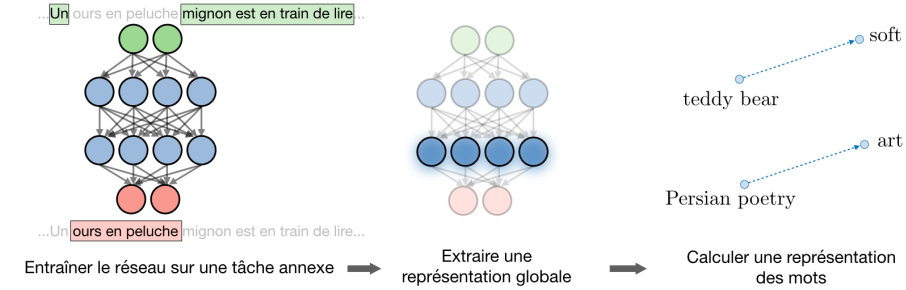 ...Un ours en peluche mignon est en train de lire...
soft
teddy bear
art
Persian poetry
...Un ours en peluche mignon est en train de lire...
Entraîner le réseau sur une tâche annexe
Extraire une
représentation globale
Calculer une représentation
des mots